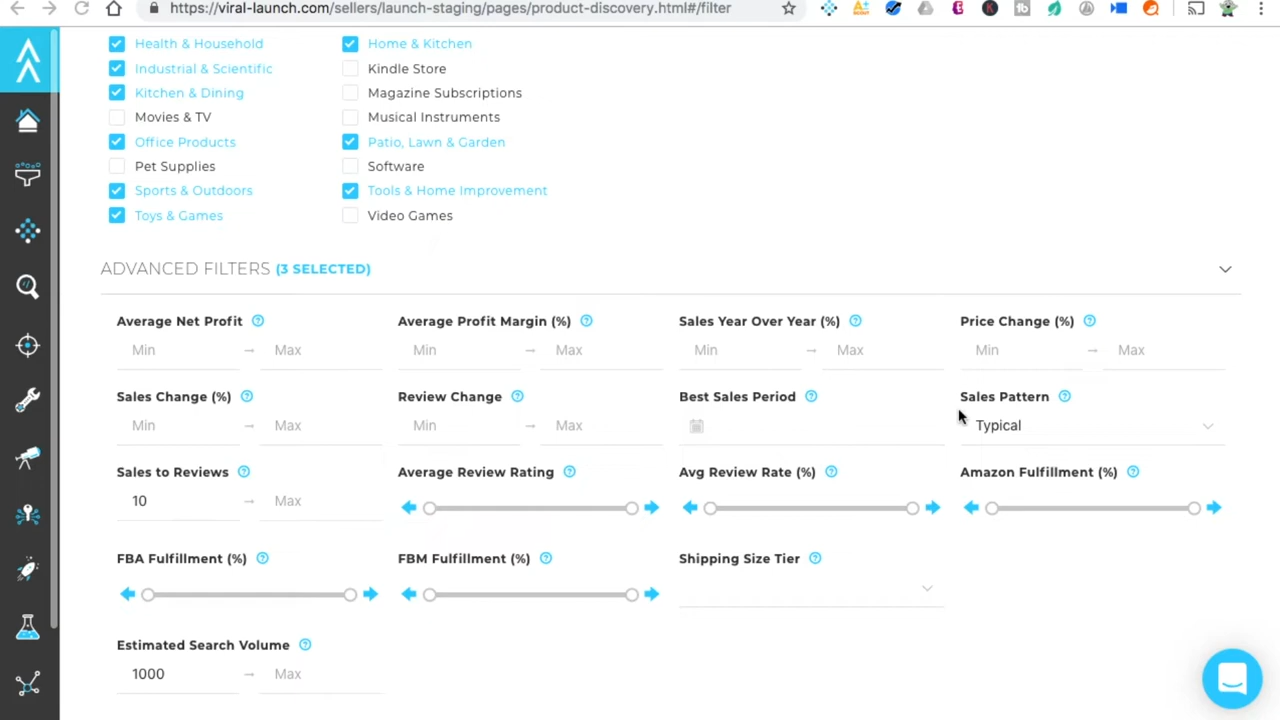 https://viral-launch.com/sellers/launch-staging/pages/product-discovery.html#/filter
Health & Household Home & Kitchen
Industrial & Scientific Kindle Store
Kitchen & Dining Magazine Subscriptions
Movies & TV Musical Instruments
Office Products Patio, Lawn & Garden
Pet Supplies Software
Sports & Outdoors Tools & Home Improvement
Toys & Games Video Games
ADVANCED FILTERS (3 SELECTED)
Average Net Profit ? Average Profit Margin (%) ? Sales Year Over Year (%) ? Price Change (%) ?
Min → Max Min → Max Min → Max Min → Max
Sales Change (%) ? Review Change ? Best Sales Period ? Sales Pattern ?
Min → Max Min → Max Typical
Sales to Reviews ? Average Review Rating ? Avg Review Rate (%) ? Amazon Fulfillment (%) ?
10 → Max
FBA Fulfillment (%) ? FBM Fulfillment (%) ? Shipping Size Tier ?
Estimated Search Volume ?
1000 → Max